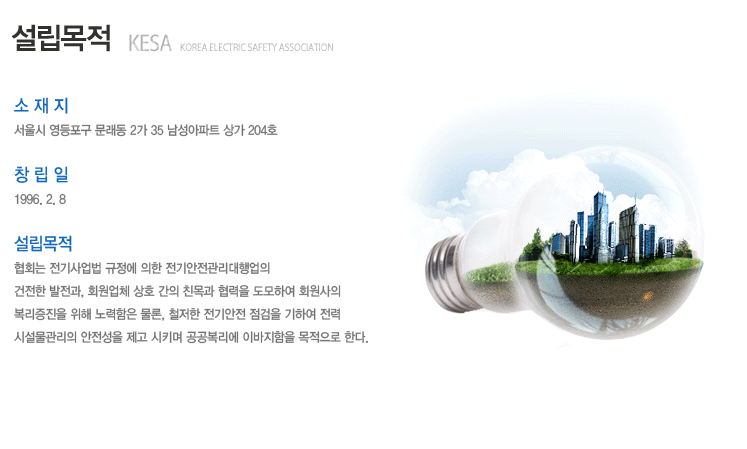 설립목적 KESA KOREA ELECTRIC SAFETY ASSOCIATION
소 재 지
서울시 영등포구 문래동 2가 35 남성아파트 상가 204호
창 립 일
1996. 2. 8
설립목적
협회는 전기사업법 규정에 의한 전기안전관리대행업의
건전한 발전과, 회원업체 상호 간의 친목과 협력을 도모하여 회원사의
복리증진을 위해 노력함은 물론, 철저한 전기안전 점검을 기하여 전력
시설물관리의 안전성을 제고 시키며 공공복리에 이바지함을 목적으로 한다.